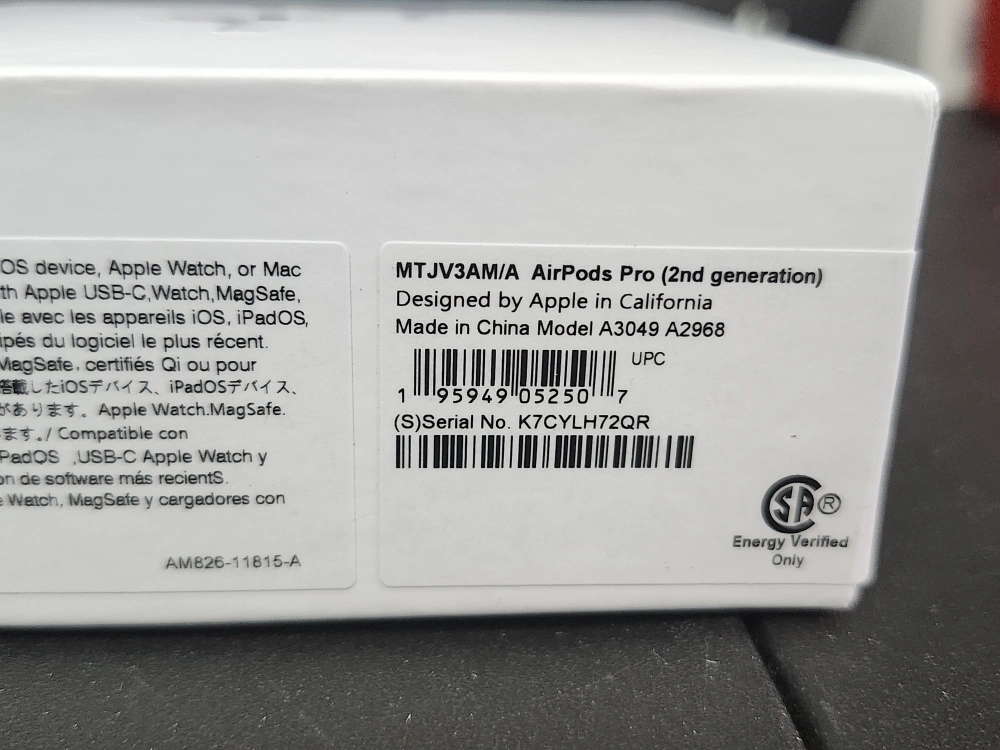 OS device, Apple Watch, or Mac
th Apple USB-C,Watch,MagSafe,
le avec les appareils iOS, iPadOS,
ipés du logiciel le plus récent.
MagSafe, certifiés Qi ou pour
搭載したiOSデバイス、iPadOSデバイス、
があります。Apple Watch.MagSafe.
ます。/ Compatible con
PadOS ,USB-C Apple Watch y
on de software más recientS.
e Watch, MagSafe y cargadores con
AM826-11815-A
MTJV3AM/A AirPods Pro (2nd generation)
Designed by Apple in California
Made in China Model A3049 A2968
UPC
1 95949 05250 7
(S)Serial No. K7CYLH72QR
SA ®
Energy Verified
Only